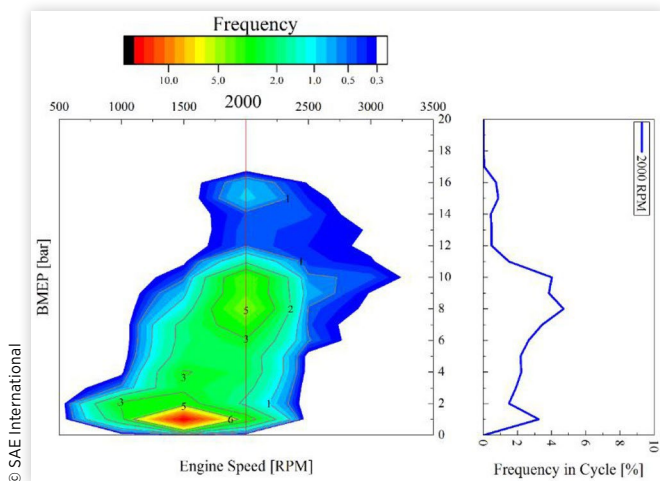 Frequency
10.0 5.0 2.0 1.0 0.5 0.3
500 1000 1500 2000 2500 3000 3500
20
18
16
14
12
10
8
6
4
2
0
BMEP [bar]
1
1
5
2
3
3
3
5
6
1
Engine Speed [RPM]
2000 RPM
0 2 4 6 8 10
Frequency in Cycle [%]
© SAE International